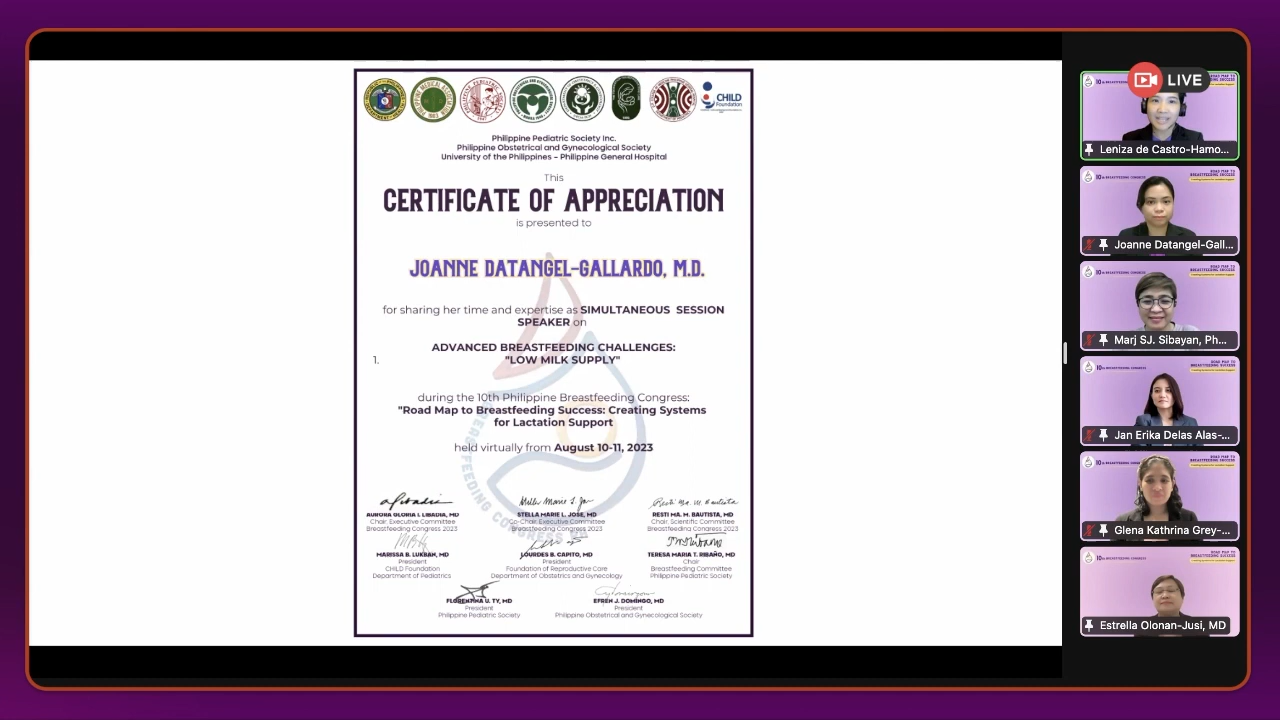 Philippine Pediatric Society Inc.
Philippine Obstetrical and Gynecological Society
University of the Philippines - Philippine General Hospital
This
CERTIFICATE OF APPRECIATION
is presented to
JOANNE DATANGEL-GALLARDO, M.D.
for sharing her time and expertise as SIMULTANEOUS SESSION
SPEAKER on
ADVANCED BREASTFEEDING CHALLENGES:
1. "LOW MILK SUPPLY"
during the 10th Philippine Breastfeeding Congress:
"Road Map to Breastfeeding Success: Creating Systems
for Lactation Support
held virtually from August 10-11, 2023
AURORA GLORIA I. LIBADIA, MD
Chair, Executive Committee
Breastfeeding Congress 2023
STELLA MARIE L. JOSE, MD
Co-Chair, Executive Committee
Breastfeeding Congress 2023
RESTI MA. M. BAUTISTA, MD
Chair, Scientific Committee
Breastfeeding Congress 2023
MARISSA B. LUKBAN, MD
President
CHILD Foundation
Department of Pediatrics
LOURDES B. CAPITO, MD
President
Foundation of Reproductive Care
Department of Obstetrics and Gynecology
TERESA MARIA T. RIBAÑO, MD
Chair
Breastfeeding Committee
Philippine Pediatric Society
FLORENTINA U. TY, MD
President
Philippine Pediatric Society
EFREN J. DOMINGO, MD
President
Philippine Obstetrical and Gynecological Society
CHILD
Foundation
LIVE
Leniza de Castro-Hamo...
Joanne Datangel-Gall...
Marj SJ. Sibayan, Ph...
Jan Erika Delas Alas-...
Glena Kathrina Grey-...
Estrella Olonan-Jusi, MD
ROAD MAP TO
BREASTFEEDING SUCCESS